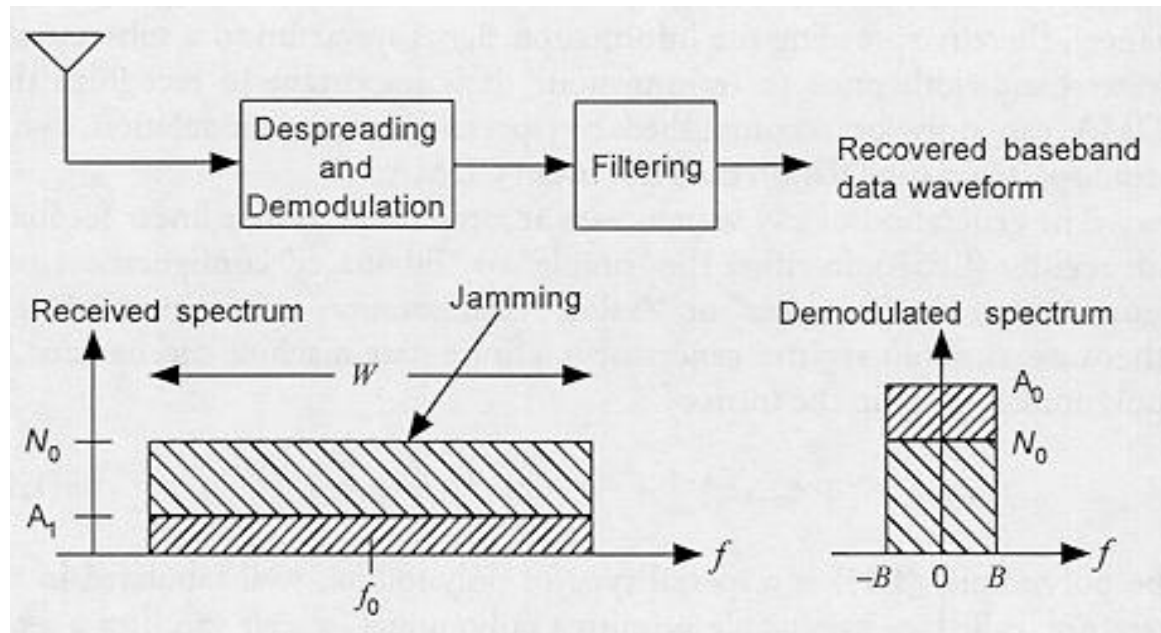 Despreading
and
Demodulation
Filtering
Recovered baseband
data waveform
Received spectrum
Jamming
Demodulated spectrum
W
A₀
N₀
N₀
A₁
f
f₀
–B
0
B
f